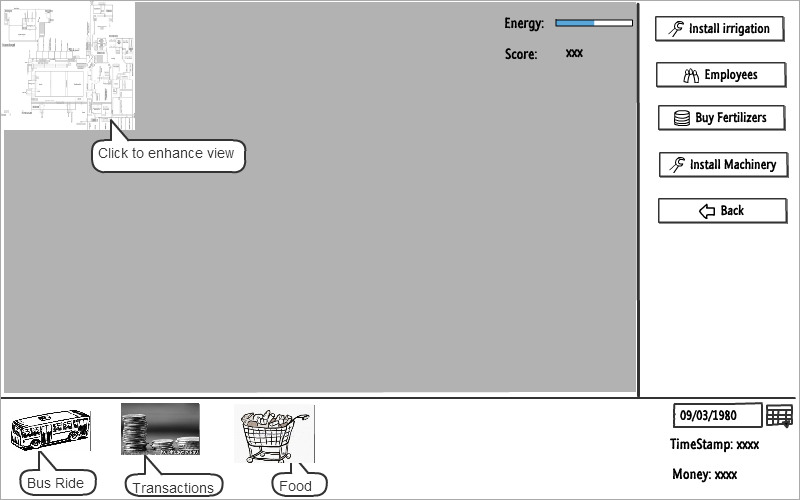 Energy:
Score: xxx
Click to enhance view
Install irrigation
Employees
Buy Fertilizers
Install Machinery
Back
Bus Ride
Transactions
Food
09/03/1980
TimeStamp: xxxx
Money: xxxx